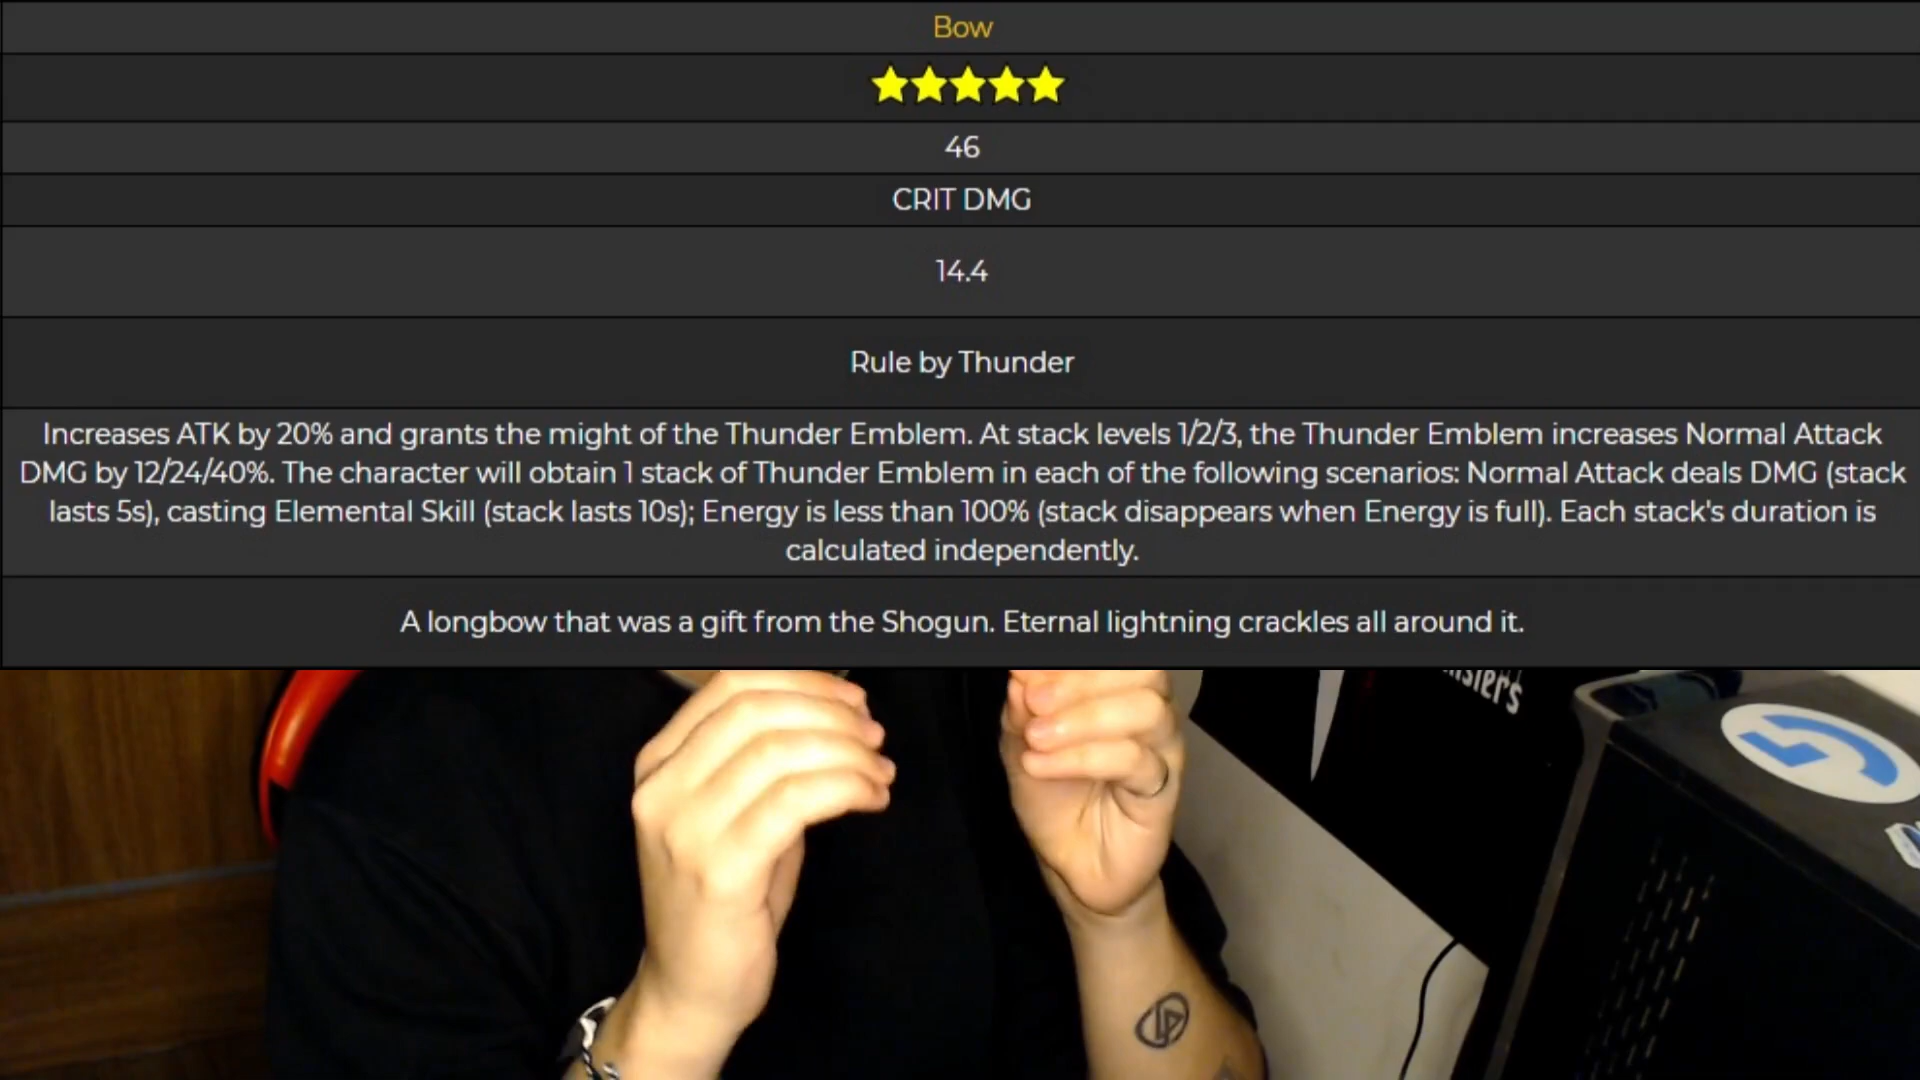 Bow
46
CRIT DMG
14.4
Rule by Thunder
Increases ATK by 20% and grants the might of the Thunder Emblem. At stack levels 1/2/3, the Thunder Emblem increases Normal Attack
DMG by 12/24/40%. The character will obtain 1 stack of Thunder Emblem in each of the following scenarios: Normal Attack deals DMG (stack
lasts 5s), casting Elemental Skill (stack lasts 10s); Energy is less than 100% (stack disappears when Energy is full). Each stack's duration is
calculated independently.
A longbow that was a gift from the Shogun. Eternal lightning crackles all around it.